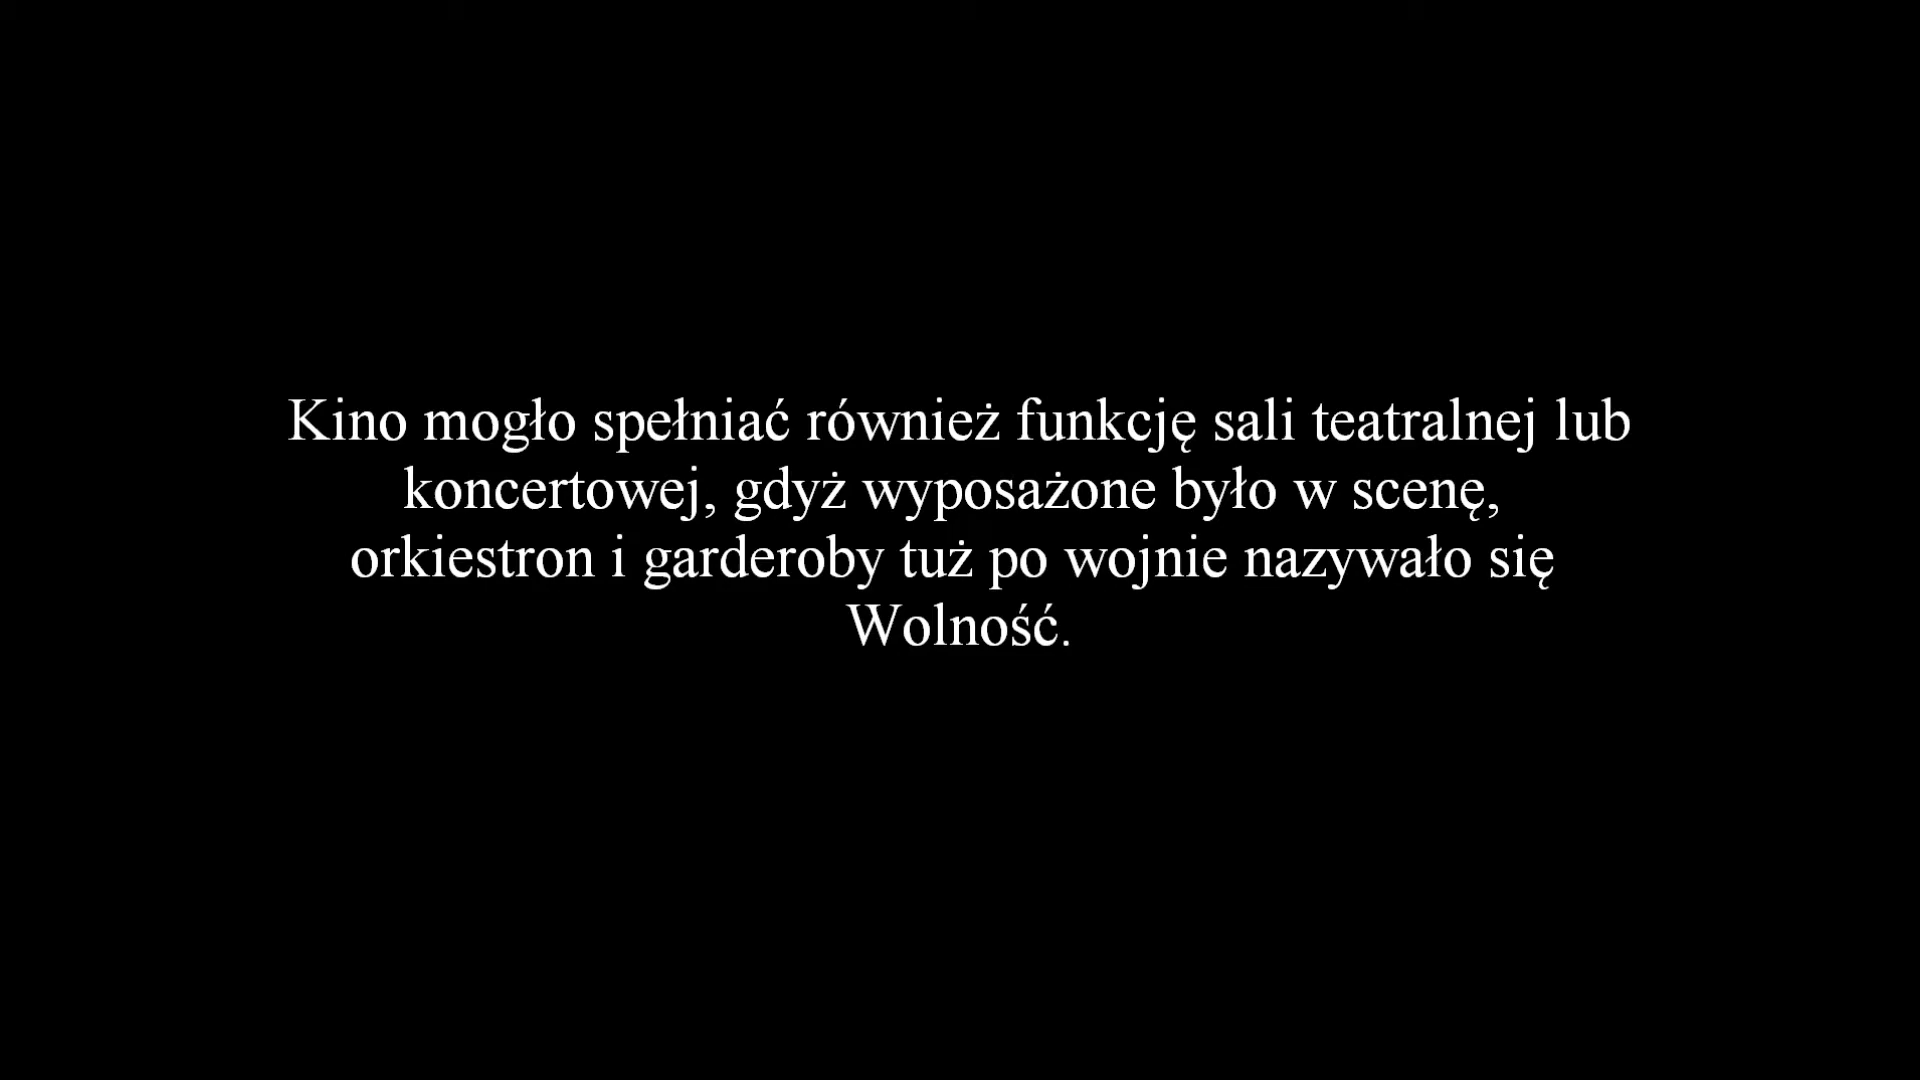 Kino mogło spełniać również funkcję sali teatralnej lub
koncertowej, gdyż wyposażone było w scenę,
orkiestron i garderoby tuż po wojnie nazywało się
Wolność.